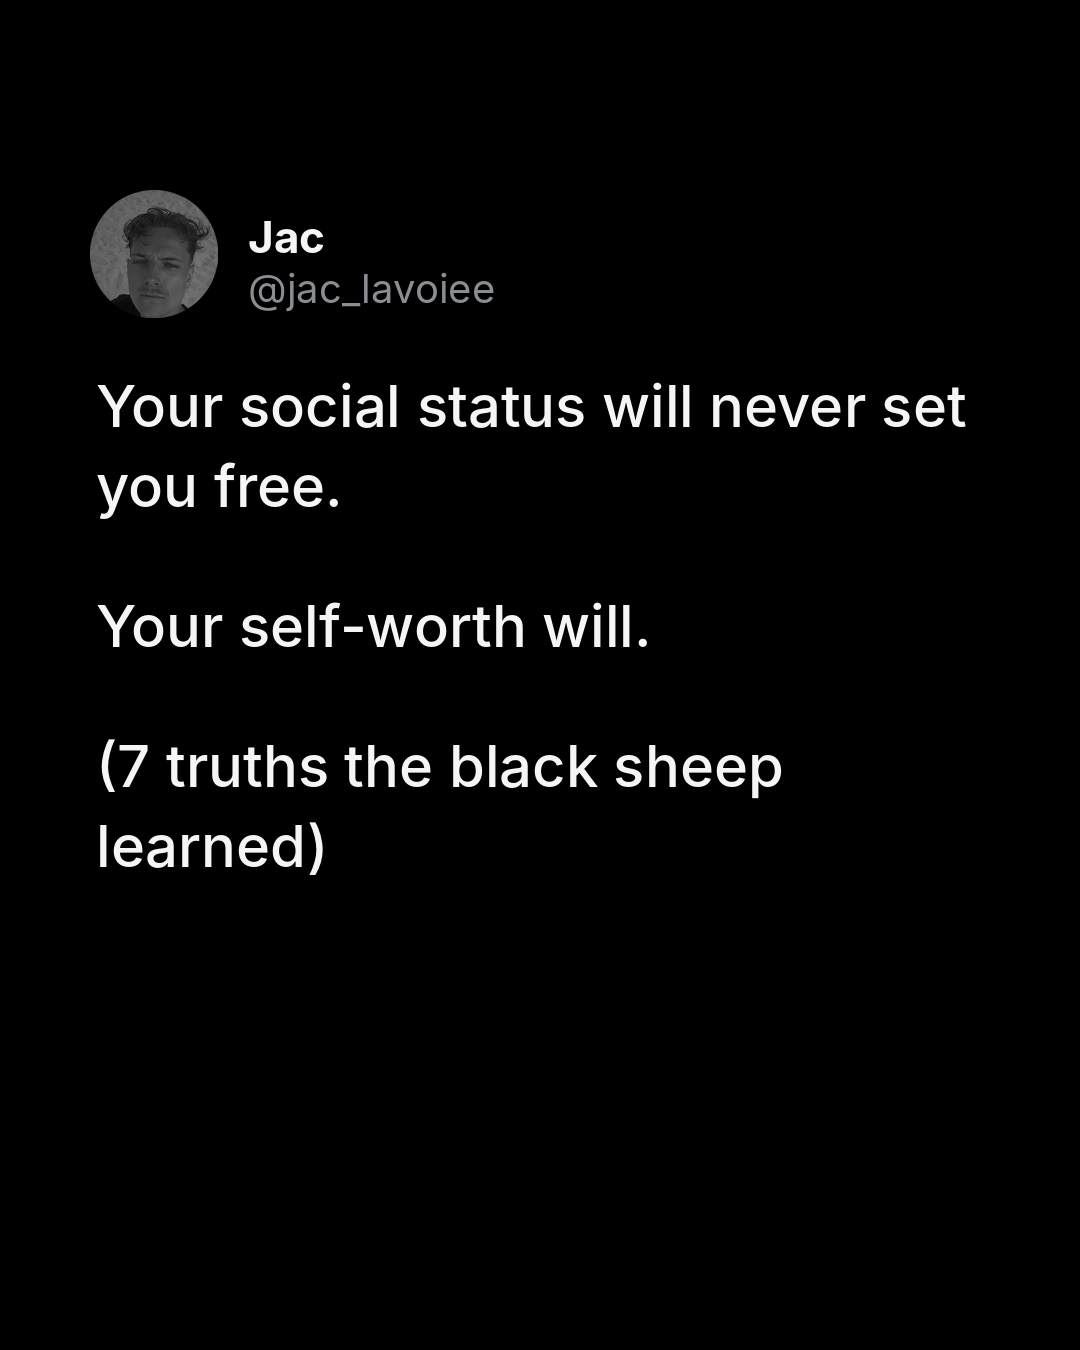 Jac
@jac_lavoiee
Your social status will never set
you free.
Your self-worth will.
(7 truths the black sheep
learned)